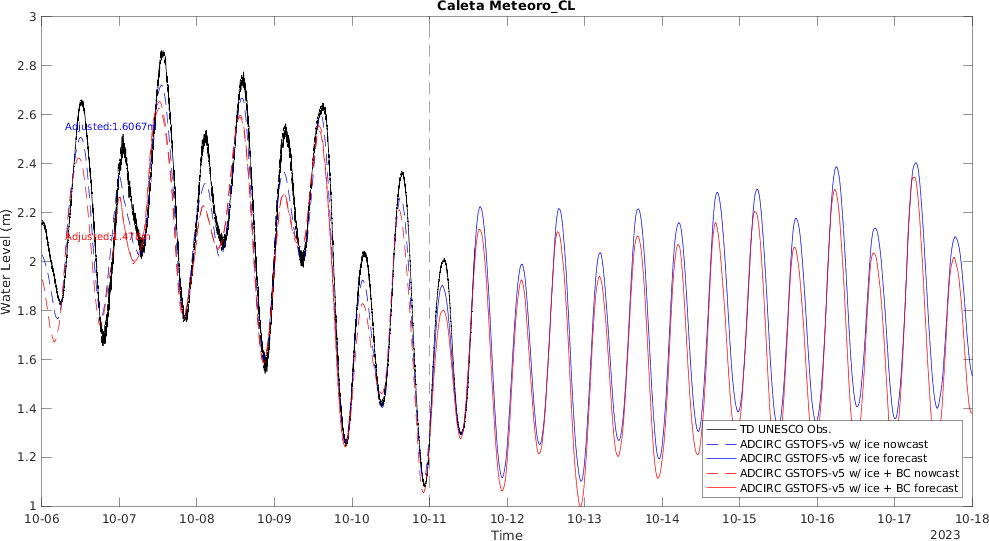 Caleta Meteoro_CL
3
2.8
2.6
2.4
2.2
2
1.8
1.6
1.4
1.2
1
Water Level (m)
Adjusted:1.6067m
Adjusted:
10-06
10-07
10-08
10-09
10-10
10-11
10-12
10-13
10-14
10-15
10-16
10-17
10-18
2023
Time
TD UNESCO Obs.
ADCIRC GSTOFS-v5 w/ ice nowcast
ADCIRC GSTOFS-v5 w/ ice forecast
ADCIRC GSTOFS-v5 w/ ice + BC nowcast
ADCIRC GSTOFS-v5 w/ ice + BC forecast